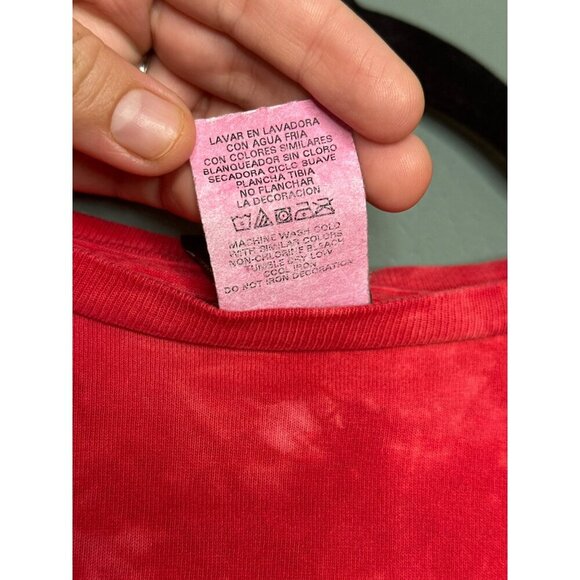 LAVAR EN LAVADORA
CON AGUA FRIA
CON COLORES SIMILARES
BLANQUEADOR SIN CLORO
SECADORA CICLO SUAVE
PLANCHA TIBIA
NO FLANCHAR
LA DECORACION
MACHINE WASH COLD
WITH SIMILAR COLORS
NON-CHLORINE BLEACH
TUMBLE DRY LOW
COOL IRON
DO NOT IRON DECORATION